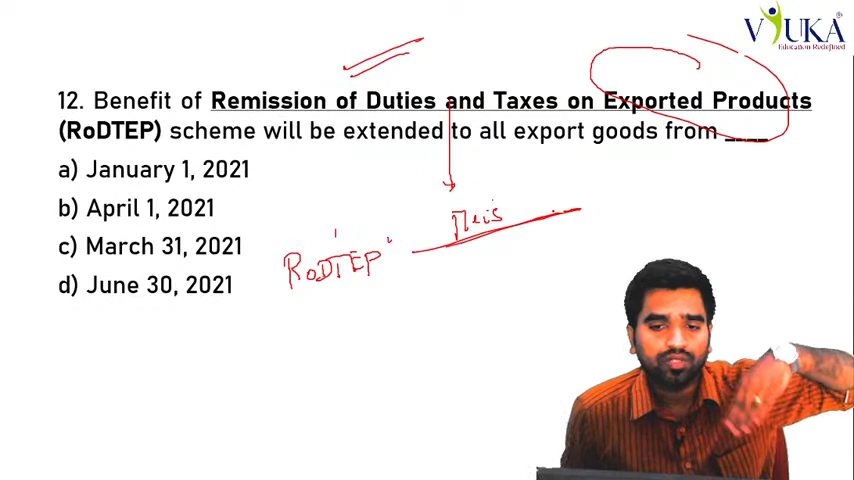 VJUKA
Education Redefined
12. Benefit of Remission of Duties and Taxes on Exported Products
(RoDTEP) scheme will be extended to all export goods from ____
a) January 1, 2021
b) April 1, 2021
c) March 31, 2021
d) June 30, 2021
Meis
RoDTEP